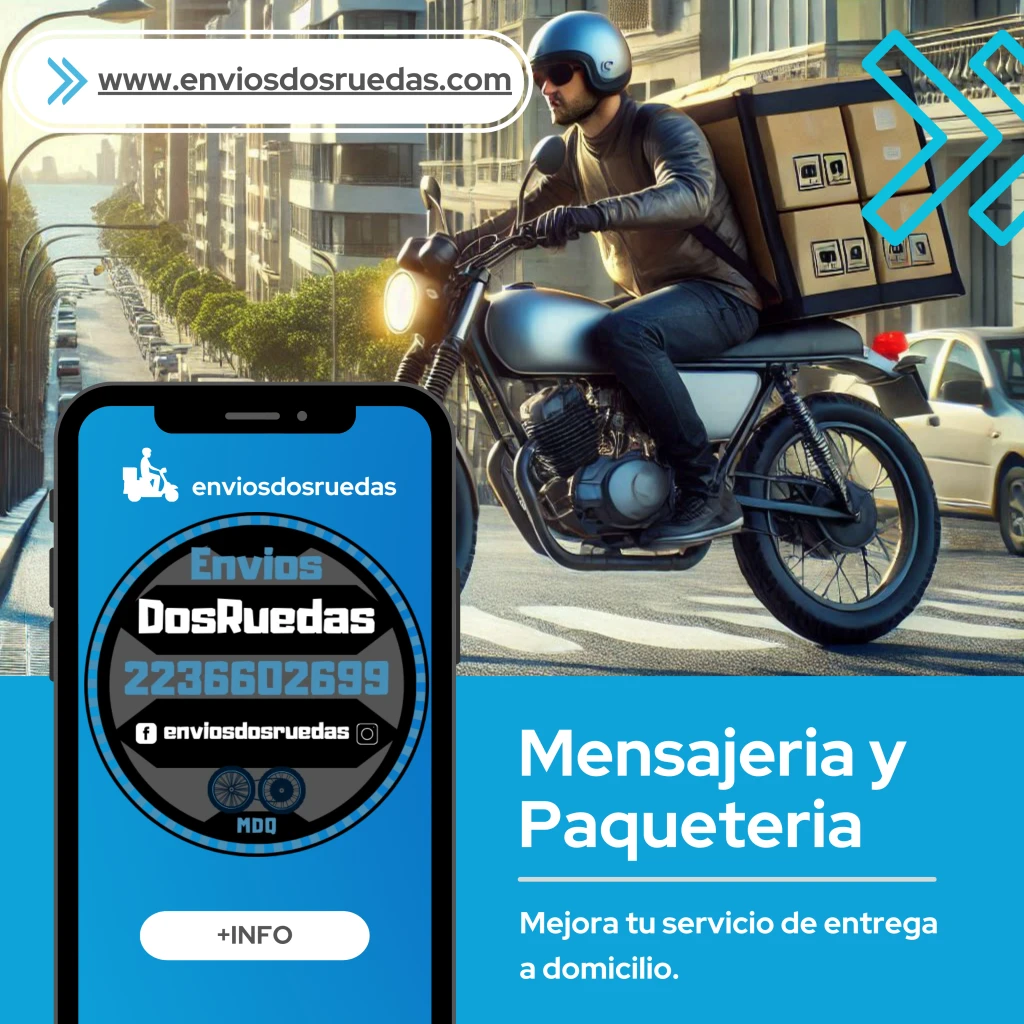 www.enviosdosruedas.com
enviosdosruedas
Envios
DosRuedas
2236602699
enviosdosruedas
MDQ
+INFO
Mensajeria y
Paqueteria
Mejora tu servicio de entrega
a domicilio.